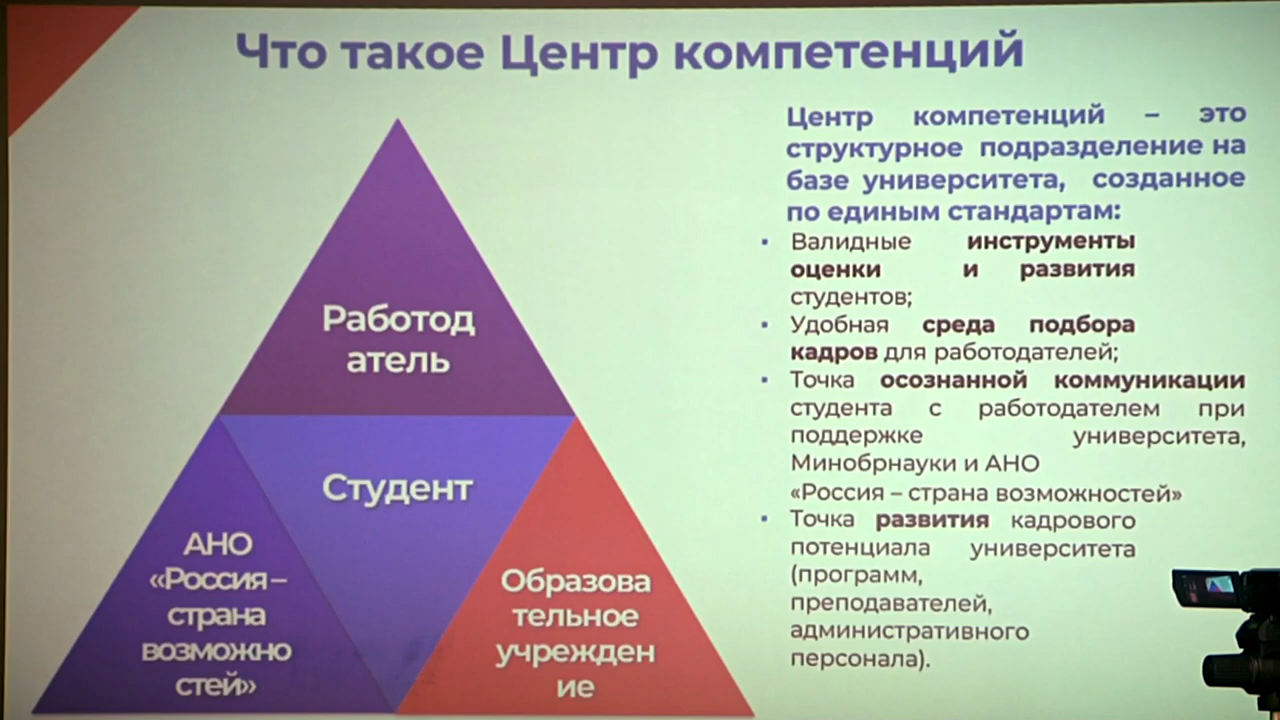 Что такое Центр компетенций
Работод
атель
Студент
АНО
«Россия –
страна
возможно
стей»
Образова
тельное
учрежден
ие
Центр компетенций – это
структурное подразделение на
базе университета, созданное
по единым стандартам:
▪ Валидные инструменты
оценки и развития
студентов;
▪ Удобная среда подбора
кадров для работодателей;
▪ Точка осознанной коммуникации
студента с работодателем при
поддержке университета,
Минобрнауки и АНО
«Россия – страна возможностей»
▪ Точка развития кадрового
потенциала университета
(программ,
преподавателей,
административного
персонала).